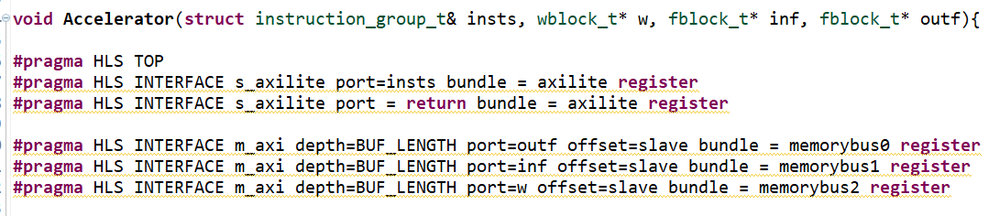 void Accelerator(struct instruction_group_t& insts, wblock_t* w, fblock_t* inf, fblock_t* outf){
#pragma HLS TOP
#pragma HLS INTERFACE s_axilite port=insts bundle = axilite register
#pragma HLS INTERFACE s_axilite port = return bundle = axilite register
#pragma HLS INTERFACE m_axi depth=BUF_LENGTH port=outf offset=slave bundle = memorybus0 register
#pragma HLS INTERFACE m_axi depth=BUF_LENGTH port=inf offset=slave bundle = memorybus1 register
#pragma HLS INTERFACE m_axi depth=BUF_LENGTH port=w offset=slave bundle = memorybus2 register